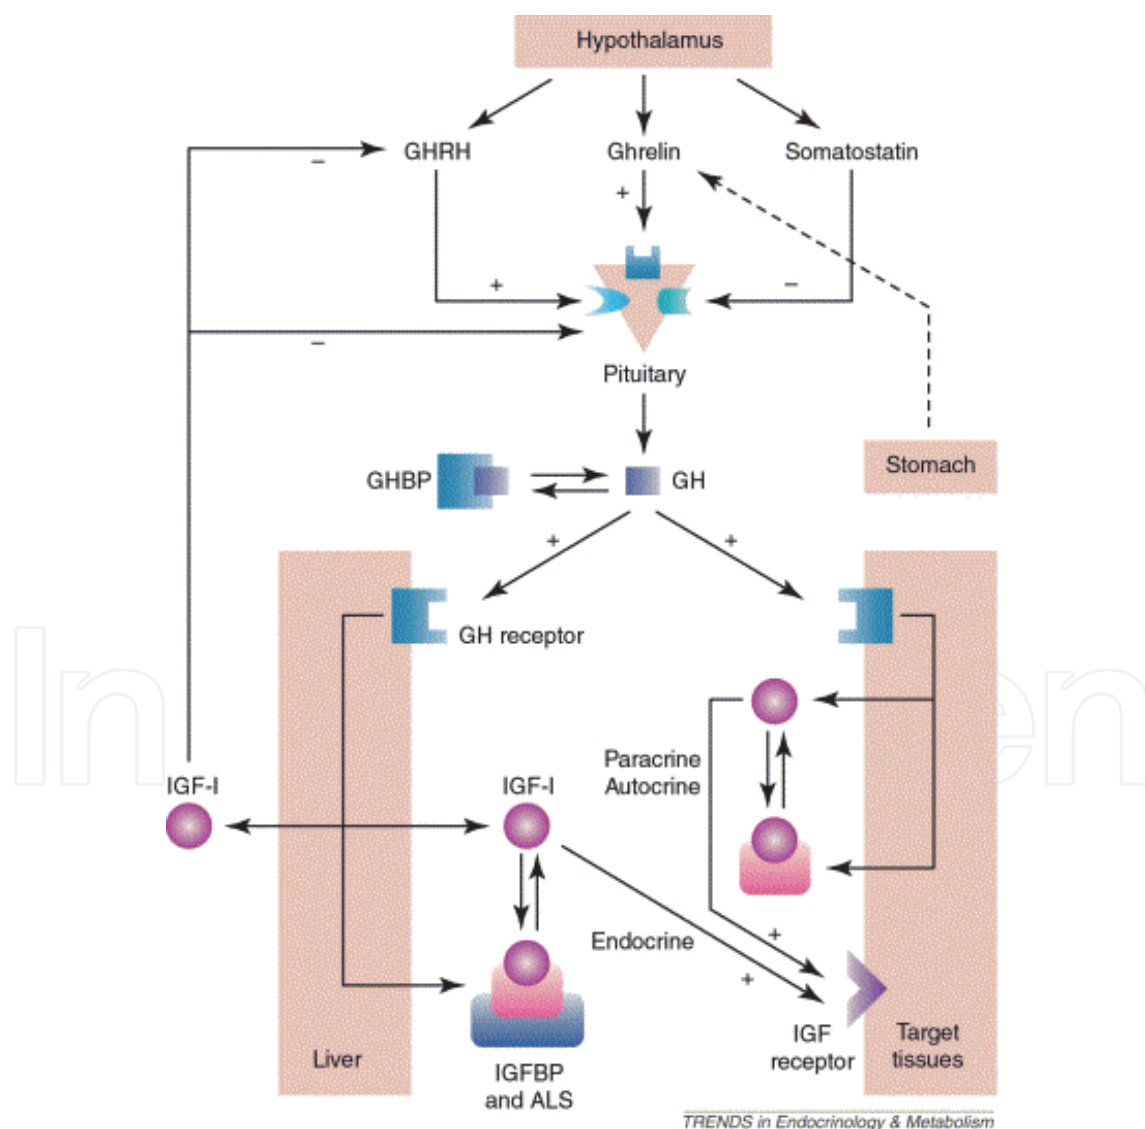 Hypothalamus
GHRH
Ghrelin
Somatostatin
–
+
+
–
–
Pituitary
Stomach
GHBP
GH
+
+
GH receptor
Paracrine
Autocrine
IGF-I
IGF-I
Endocrine
+
+
IGF
receptor
Target
tissues
Liver
IGFBP
and ALS
TRENDS in Endocrinology & Metabolism